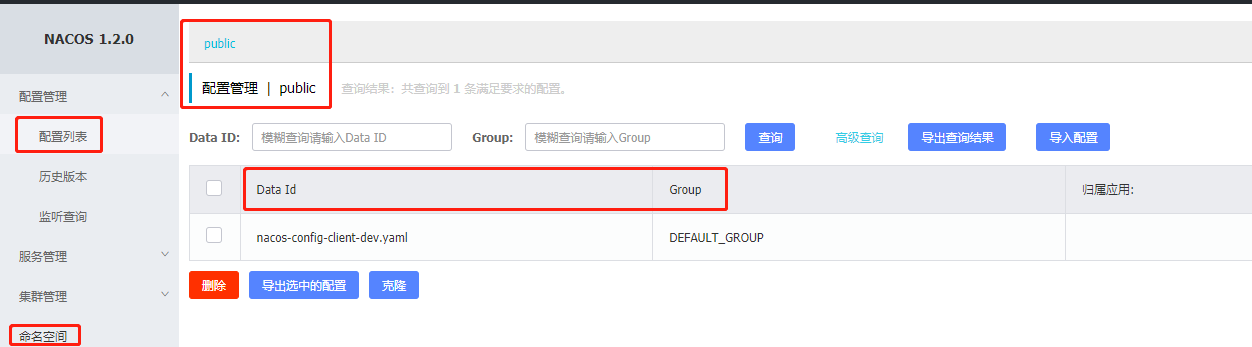 NACOS 1.2.0
配置管理
配置列表
历史版本
监听查询
服务管理
集群管理
命名空间
public
配置管理 | public 查询结果：共查询到 1 条满足要求的配置。
Data ID: 模糊查询请输入Data ID Group: 模糊查询请输入Group 查询 高级查询 导出查询结果 导入配置
Data Id Group 归属应用:
nacos-config-client-dev.yaml DEFAULT_GROUP
删除 导出选中的配置 克隆